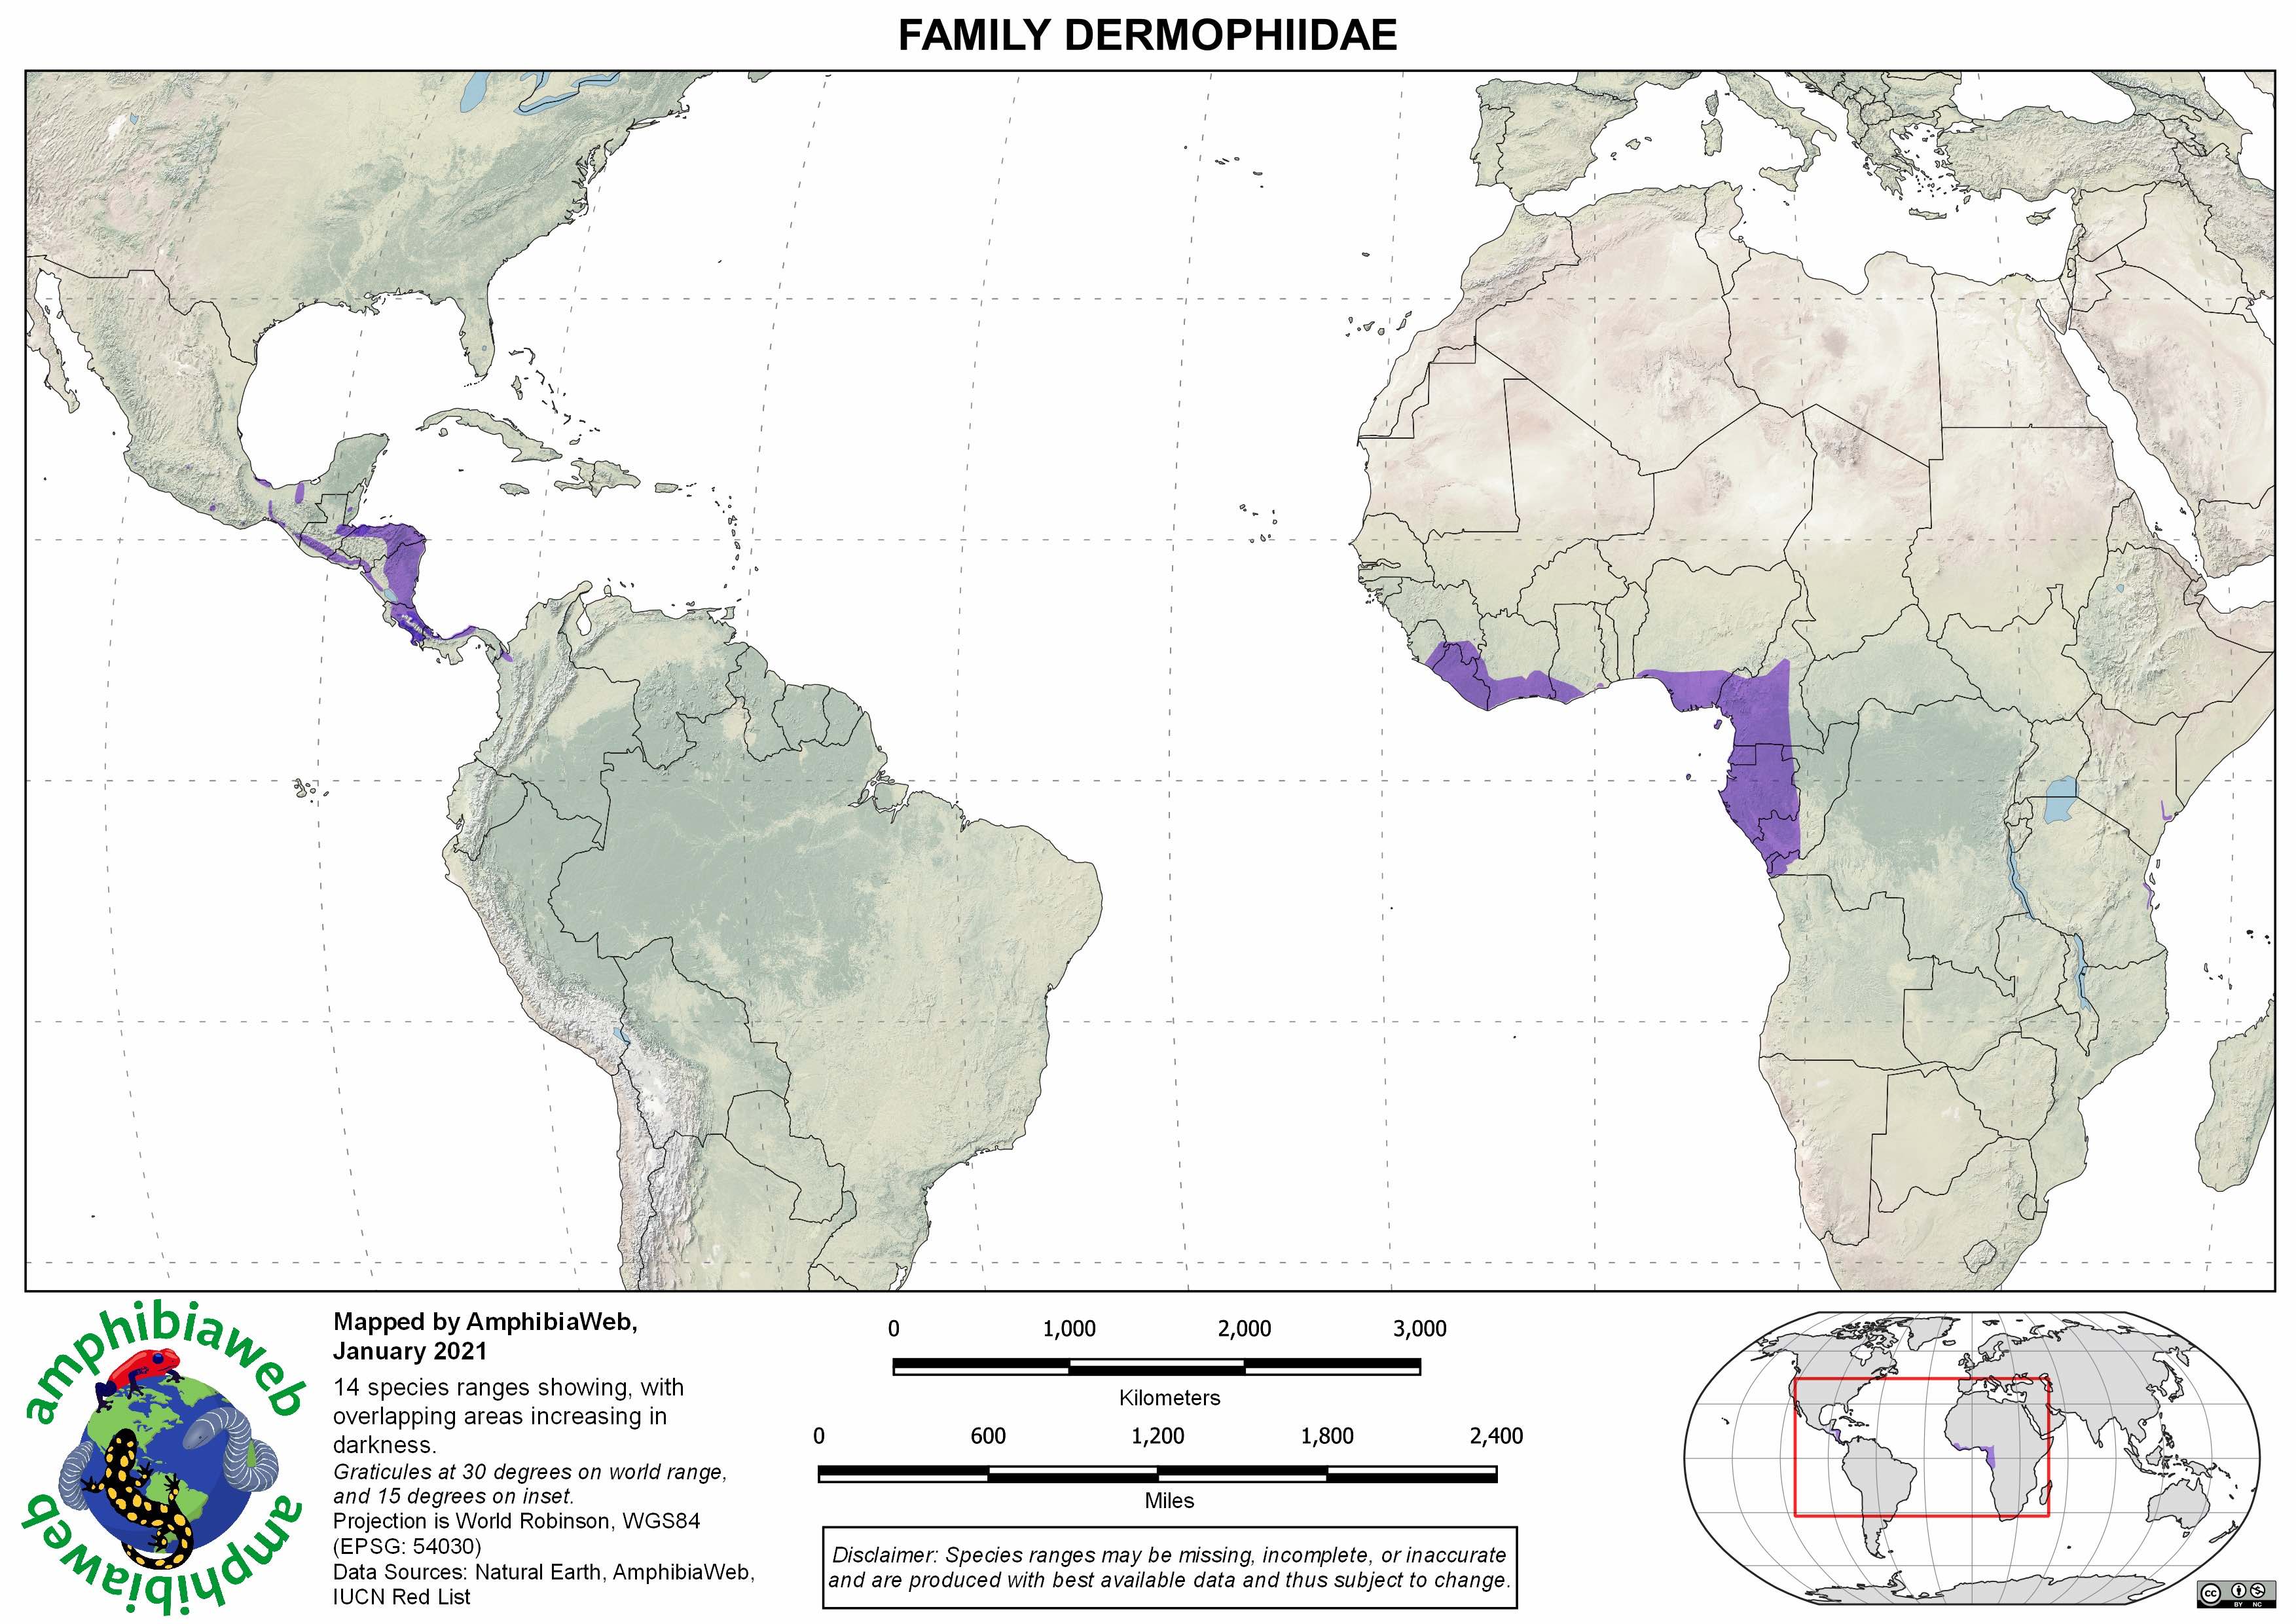 FAMILY DERMOPHIIDAE
amphibiaweb
amphibiaweb
Mapped by AmphibiaWeb,
January 2021
14 species ranges showing, with
overlapping areas increasing in
darkness.
Graticules at 30 degrees on world range,
and 15 degrees on inset.
Projection is World Robinson, WGS84
(EPSG: 54030)
Data Sources: Natural Earth, AmphibiaWeb,
IUCN Red List
0 1,000 2,000 3,000
Kilometers
0 600 1,200 1,800 2,400
Miles
Disclaimer: Species ranges may be missing, incomplete, or inaccurate
and are produced with best available data and thus subject to change.
cc
BY NC